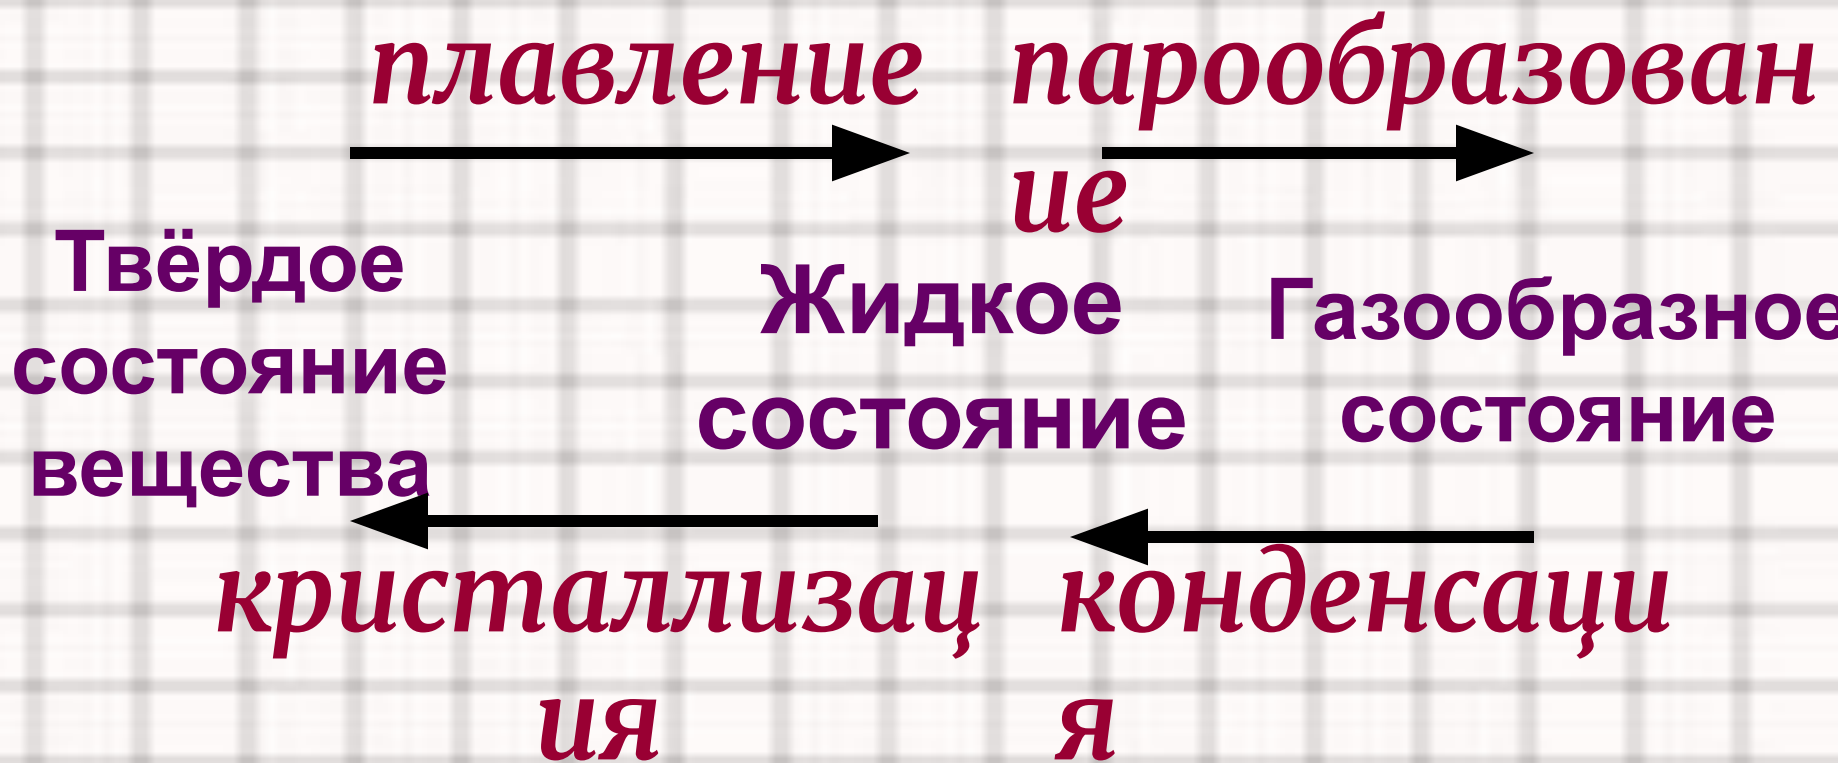 плавление
парообразован
ие
Твёрдое
состояние
вещества
Жидкое
состояние
Газообразное
состояние
кристаллизац
ия
конденсаци
я